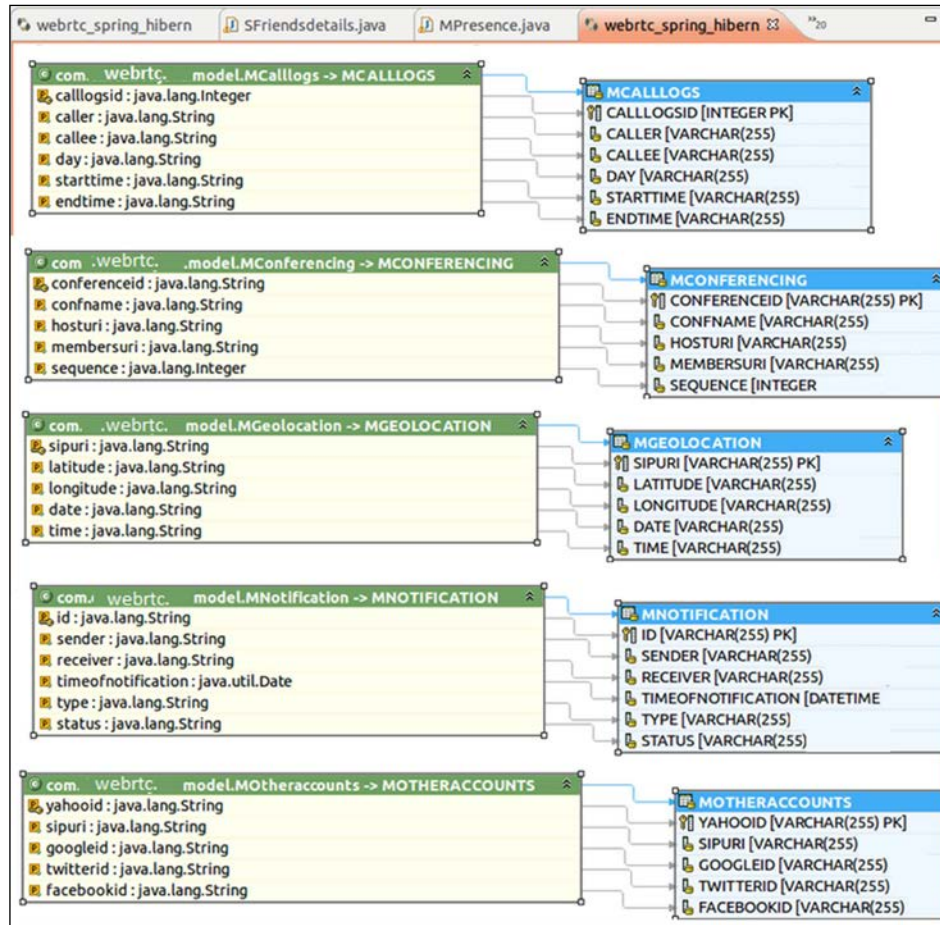 webrtc_spring_hibern SFriendsdetails.java MPresence.java webrtc_spring_hibern »20
com. webrtc. model.MCalllogs -> MCALLLOGS
calllogsid : java.lang.Integer
caller : java.lang.String
callee : java.lang.String
day : java.lang.String
starttime : java.lang.String
endtime : java.lang.String
MCALLLOGS
CALLLOGSID [INTEGER PK]
CALLER [VARCHAR(255)
CALLEE [VARCHAR(255)
DAY [VARCHAR(255)
STARTTIME [VARCHAR(255)
ENDTIME [VARCHAR(255)
com .webrtc. .model.MConferencing -> MCONFERENCING
conferenceid : java.lang.String
confname : java.lang.String
hosturi : java.lang.String
membersuri : java.lang.String
sequence : java.lang.Integer
MCONFERENCING
CONFERENCEID [VARCHAR(255) PK]
CONFNAME [VARCHAR(255)
HOSTURI [VARCHAR(255)
MEMBERSURI [VARCHAR(255)
SEQUENCE [INTEGER
com. .webrtc. model.MGeolocation -> MGEOLOCATION
sipuri : java.lang.String
latitude : java.lang.String
longitude : java.lang.String
date : java.lang.String
time : java.lang.String
MGEOLOCATION
SIPURI [VARCHAR(255) PK]
LATITUDE [VARCHAR(255)
LONGITUDE [VARCHAR(255)
DATE [VARCHAR(255)
TIME [VARCHAR(255)
com. webrtc. model.MNotification -> MNOTIFICATION
id : java.lang.String
sender : java.lang.String
receiver : java.lang.String
timeofnotification : java.util.Date
type : java.lang.String
status : java.lang.String
MNOTIFICATION
ID [VARCHAR(255) PK]
SENDER [VARCHAR(255)
RECEIVER [VARCHAR(255)
TIMEOFNOTIFICATION [DATETIME
TYPE [VARCHAR(255)
STATUS [VARCHAR(255)
com. webrtc. model.MOtheraccounts -> MOTHERACCOUNTS
yahooid : java.lang.String
sipuri : java.lang.String
googleid : java.lang.String
twitterid : java.lang.String
facebookid : java.lang.String
MOTHERACCOUNTS
YAHOOID [VARCHAR(255) PK]
SIPURI [VARCHAR(255)
GOOGLEID [VARCHAR(255)
TWITTERID [VARCHAR(255)
FACEBOOKID [VARCHAR(255)